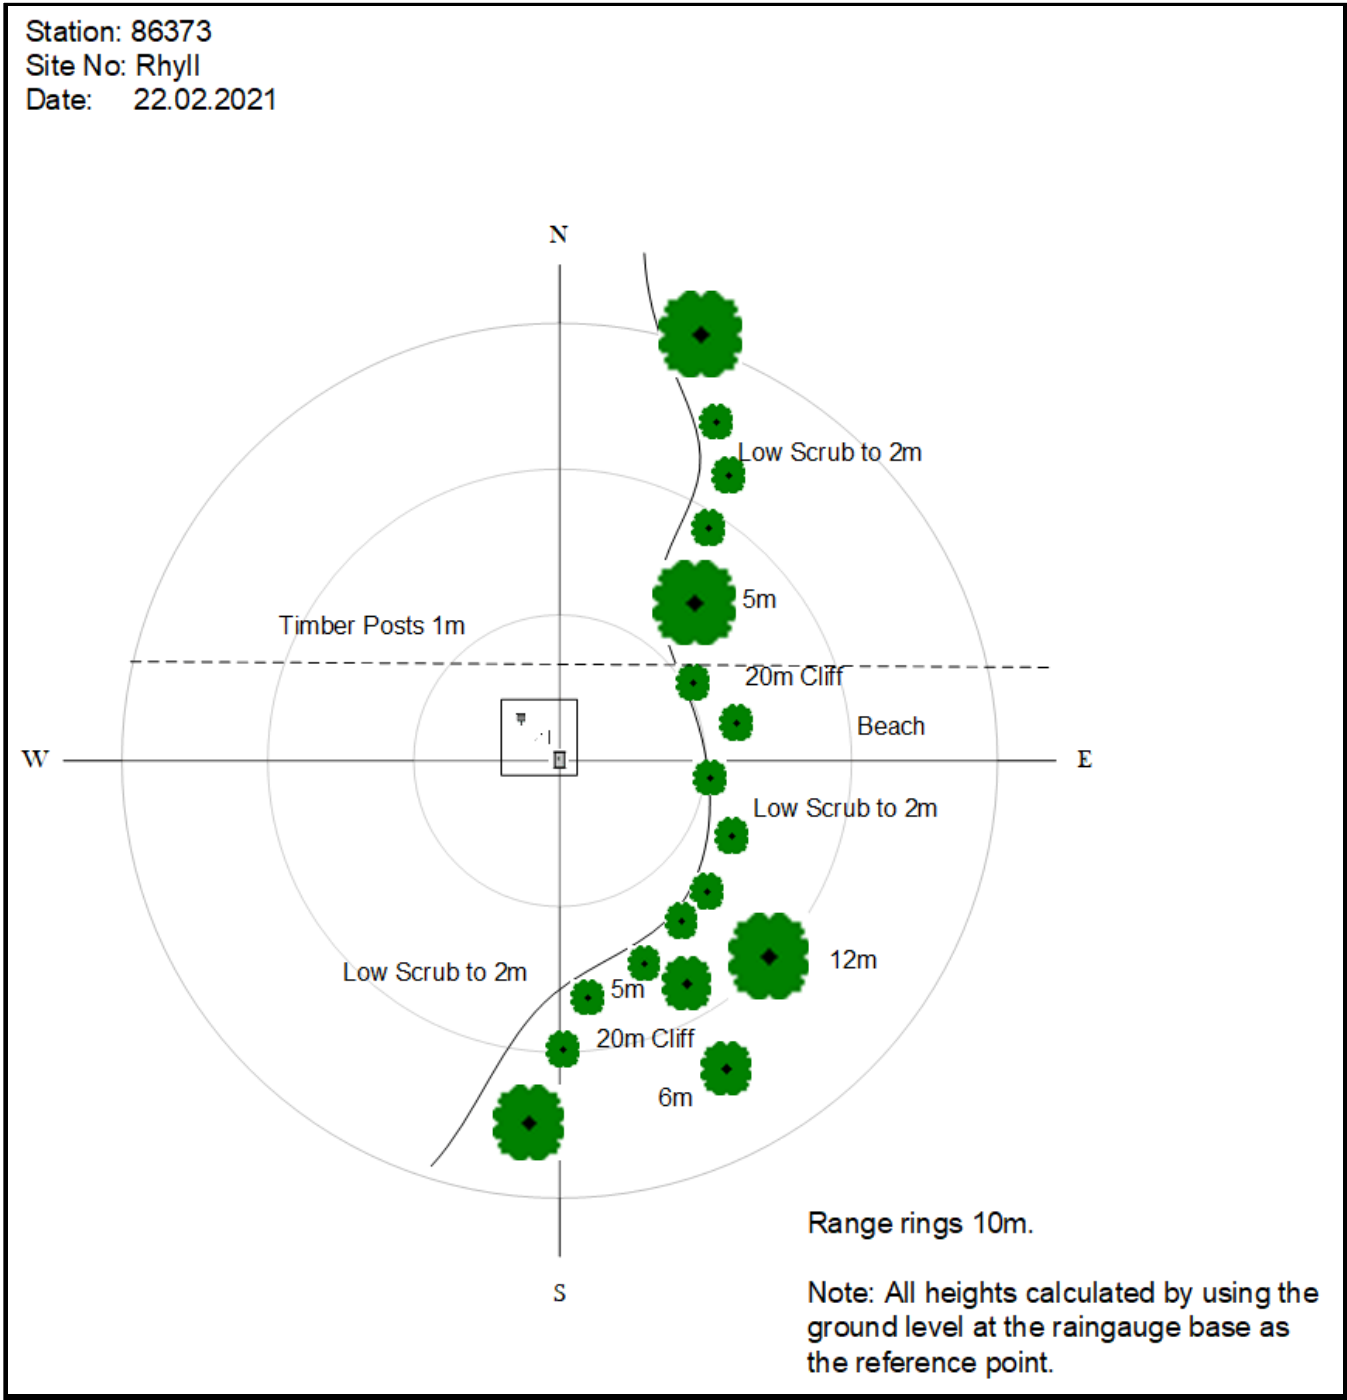 Station: 86373
Site No: Rhyll
Date: 22.02.2021
N
Low Scrub to 2m
5m
Timber Posts 1m
20m Cliff
Beach
W
E
Low Scrub to 2m
12m
Low Scrub to 2m
5m
20m Cliff
6m
Range rings 10m.
S
Note: All heights calculated by using the
ground level at the raingauge base as
the reference point.